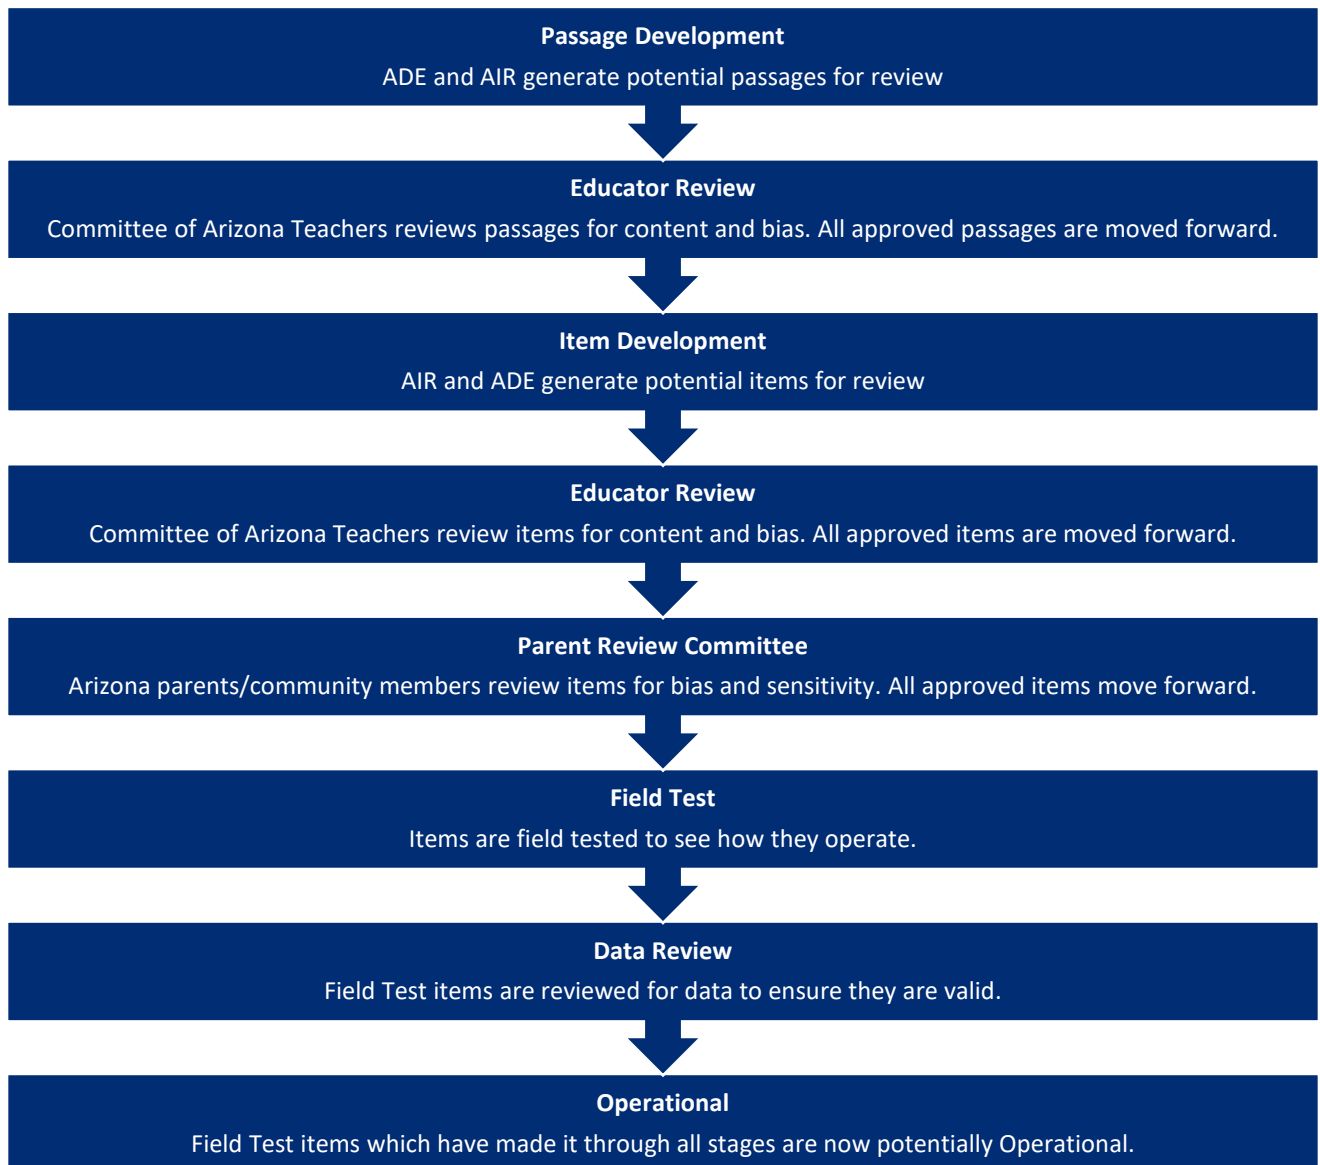 Passage Development
ADE and AIR generate potential passages for review
Educator Review
Committee of Arizona Teachers reviews passages for content and bias. All approved passages are moved forward.
Item Development
AIR and ADE generate potential items for review
Educator Review
Committee of Arizona Teachers review items for content and bias. All approved items are moved forward.
Parent Review Committee
Arizona parents/community members review items for bias and sensitivity. All approved items move forward.
Field Test
Items are field tested to see how they operate.
Data Review
Field Test items are reviewed for data to ensure they are valid.
Operational
Field Test items which have made it through all stages are now potentially Operational.